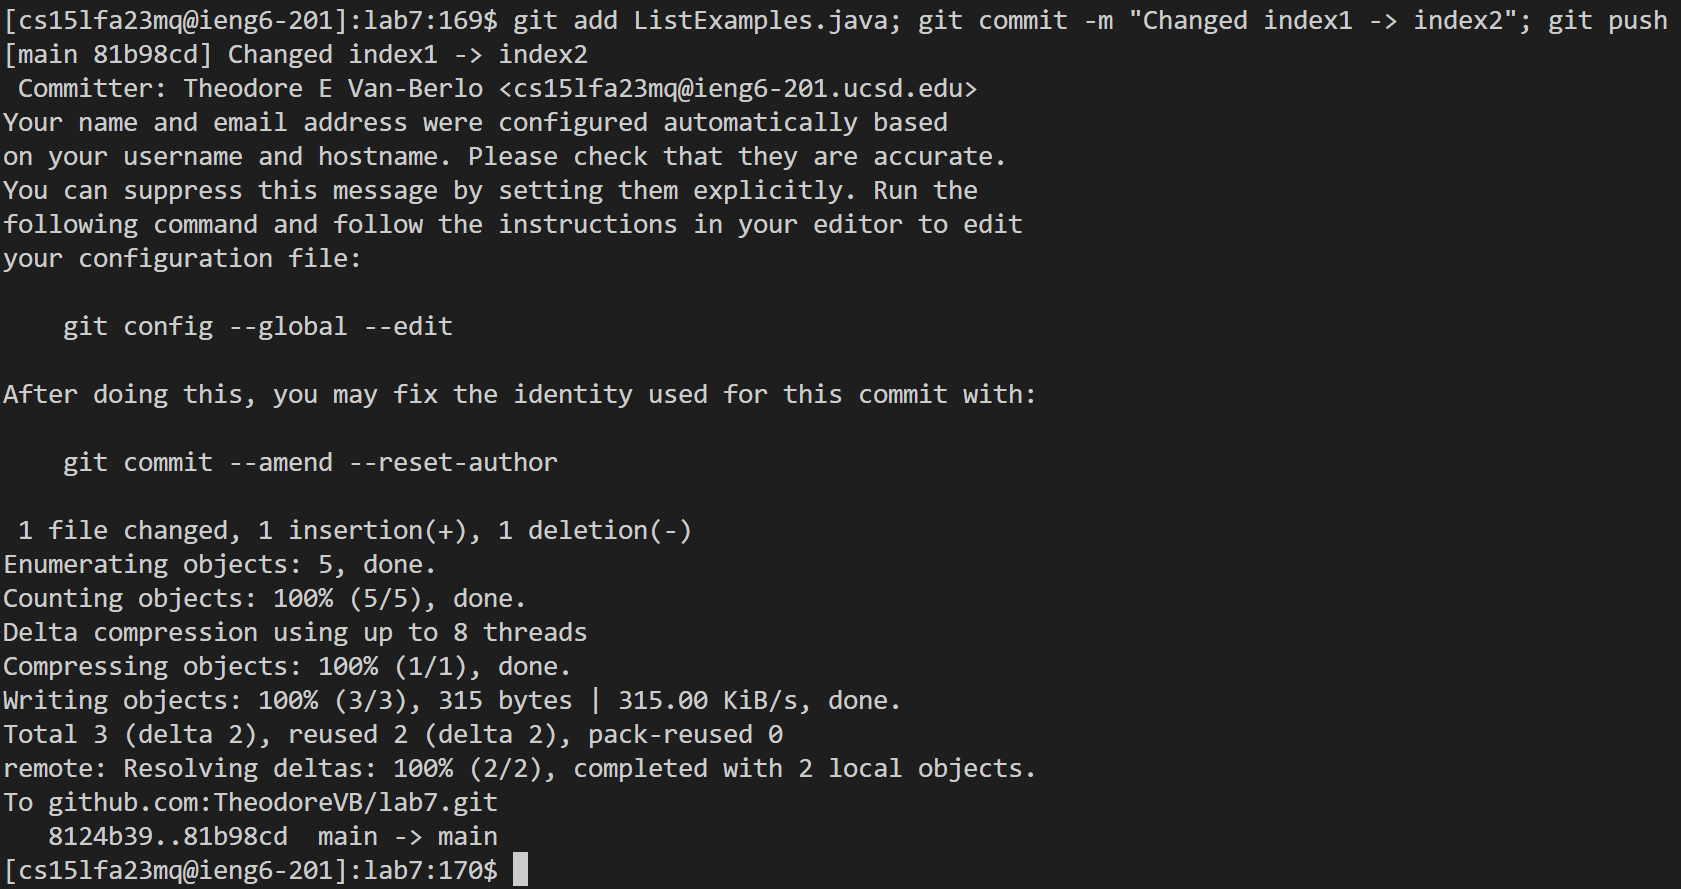 [cs15lfa23mq@ieng6-201]:lab7:169$ git add ListExamples.java; git commit -m "Changed index1 -> index2"; git push
[main 81b98cd] Changed index1 -> index2
 Committer: Theodore E Van-Berlo <cs15lfa23mq@ieng6-201.ucsd.edu>
Your name and email address were configured automatically based
on your username and hostname. Please check that they are accurate.
You can suppress this message by setting them explicitly. Run the
following command and follow the instructions in your editor to edit
your configuration file:

    git config --global --edit

After doing this, you may fix the identity used for this commit with:

    git commit --amend --reset-author

 1 file changed, 1 insertion(+), 1 deletion(-)
Enumerating objects: 5, done.
Counting objects: 100% (5/5), done.
Delta compression using up to 8 threads
Compressing objects: 100% (1/1), done.
Writing objects: 100% (3/3), 315 bytes | 315.00 KiB/s, done.
Total 3 (delta 2), reused 2 (delta 2), pack-reused 0
remote: Resolving deltas: 100% (2/2), completed with 2 local objects.
To github.com:TheodoreVB/lab7.git
   8124b39..81b98cd  main -> main
[cs15lfa23mq@ieng6-201]:lab7:170$